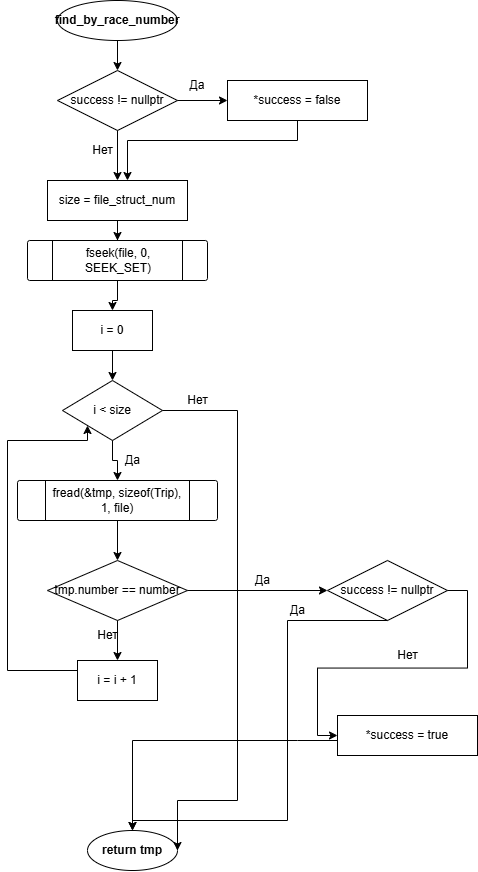 find_by_race_number
success != nullptr
Да
*success = false
Нет
size = file_struct_num
fseek(file, 0,
SEEK_SET)
i = 0
i < size
Нет
Да
fread(&tmp, sizeof(Trip),
1, file)
tmp.number == number
Да
success != nullptr
Да
Нет
Нет
i = i + 1
*success = true
return tmp